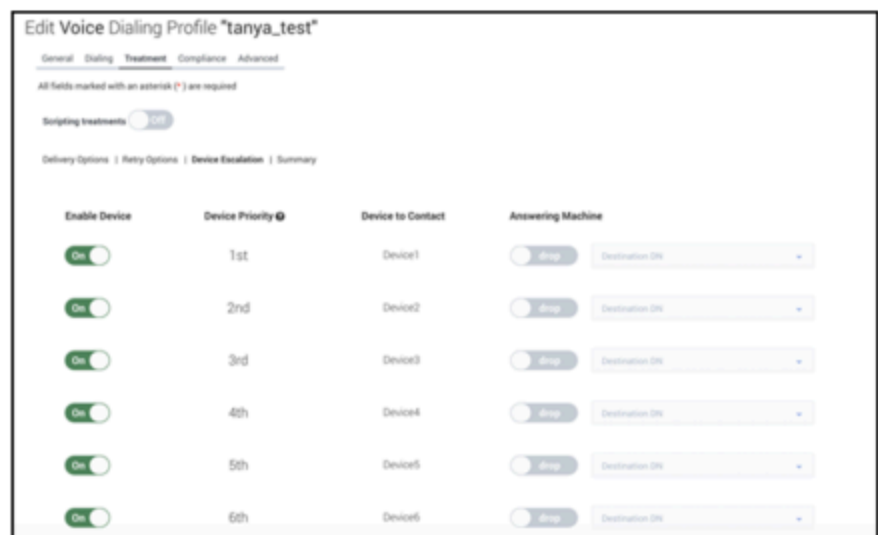 Edit Voice Dialing Profile "tanya_test"
General Dialing Treatment Compliance Advanced
All fields marked with an asterisk (*) are required
Scripting treatments Off
Delivery Options | Retry Options | Device Escalation | Summary
Enable Device Device Priority Device to Contact Answering Machine
On 1st Device1 drop Destination DN
On 2nd Device2 drop Destination DN
On 3rd Device3 drop Destination DN
On 4th Device4 drop Destination DN
On 5th Device5 drop Destination DN
On 6th Device6 drop Destination DN